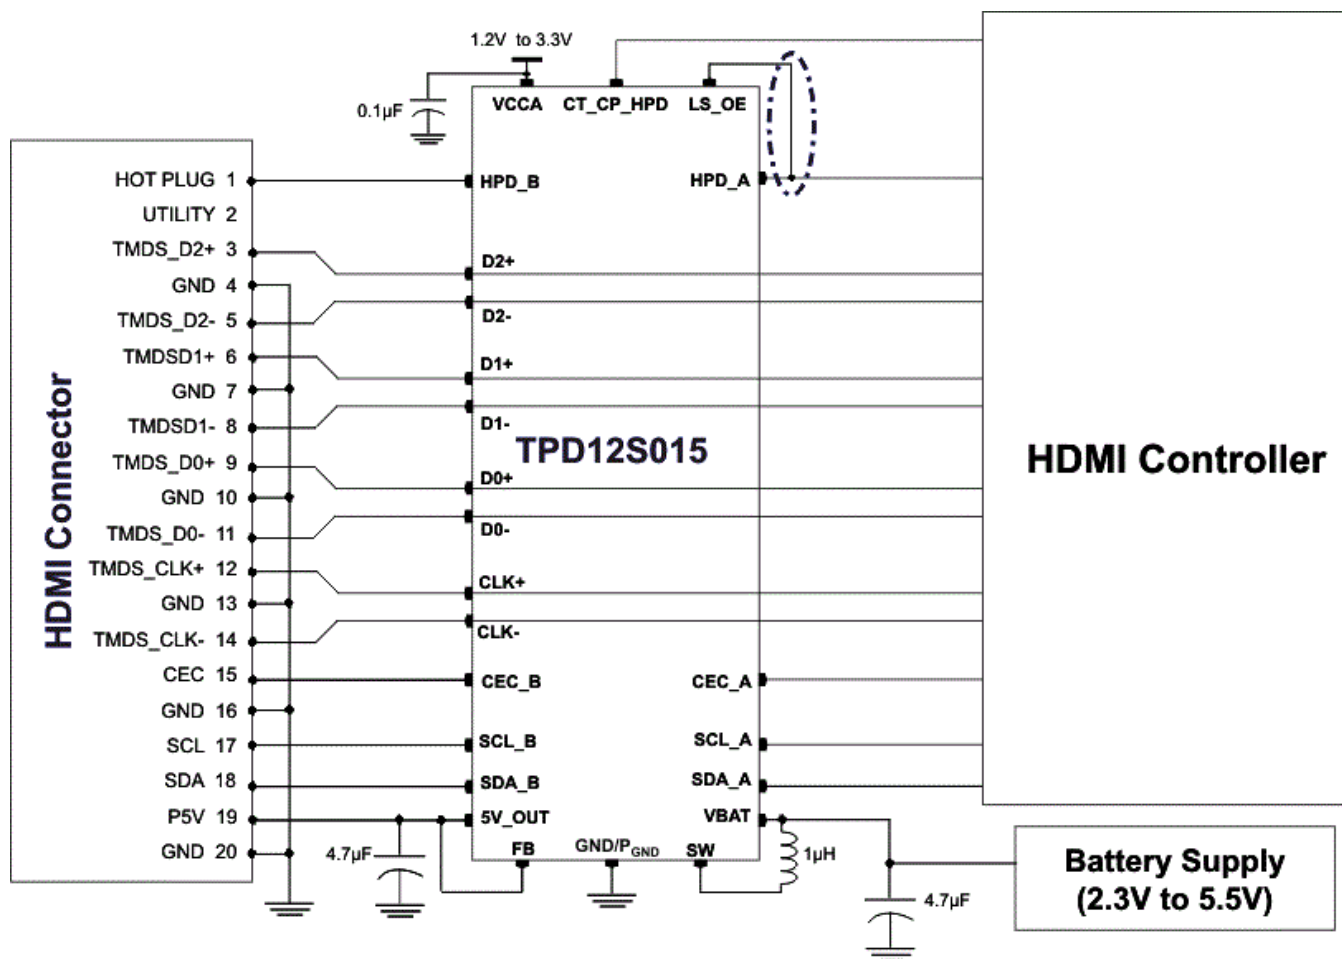 1.2V to 3.3V
0.1µF
VCCA CT_CP_HPD LS_OE
HOT PLUG 1
HPD_B
HPD_A
UTILITY 2
TMDS_D2+ 3
D2+
GND 4
TMDS_D2- 5
D2-
TMDSD1+ 6
D1+
GND 7
TMDSD1- 8
D1-
TPD12S015
HDMI Controller
HDMI Connector
TMDS_D0+ 9
D0+
GND 10
TMDS_D0- 11
D0-
TMDS_CLK+ 12
CLK+
GND 13
TMDS_CLK- 14
CLK-
CEC 15
CEC_B
CEC_A
GND 16
SCL 17
SCL_B
SCL_A
SDA 18
SDA_B
SDA_A
P5V 19
5V_OUT
VBAT
GND 20
4.7µF
FB
GND/PGND
SW
1µH
4.7µF
Battery Supply
(2.3V to 5.5V)